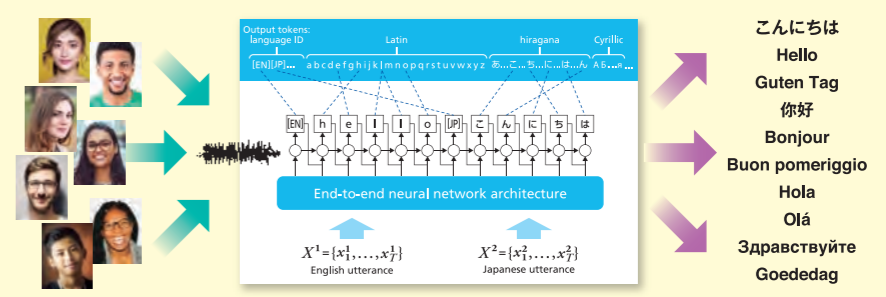 Output tokens:
language ID
Latin
hiragana
Cyrillic
[EN][JP]...
a b c d e f g h i j k l m n o p q r s t u v w x y z
あ...こ...ち...に...は...ん
А Б...я...
[EN] h e l l o [JP] こ ん に ち は
End-to-end neural network architecture
X¹={x¹₁,...,x¹_T}
English utterance
X²={x²₁,...,x²_T}
Japanese utterance
こんにちは
Hello
Guten Tag
你好
Bonjour
Buon pomeriggio
Hola
Olá
Здравствуйте
Goededag